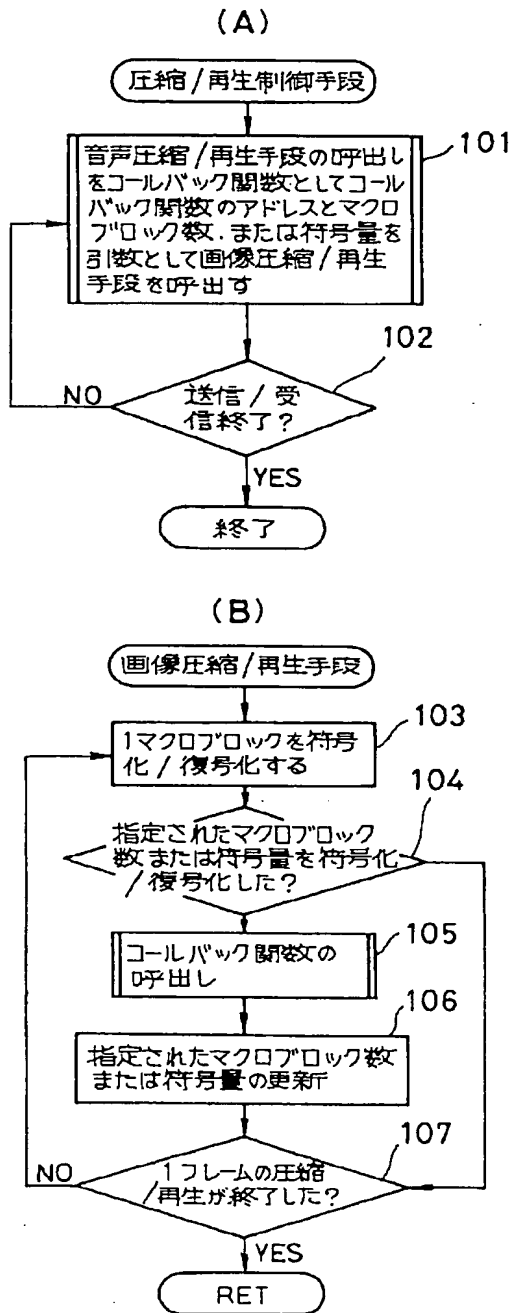 (A)
圧縮/再生制御手段
101
音声圧縮/再生手段の呼出し
をコールバック関数としてコール
バック関数のアドレスとマクロ
ブロック数、または符号量を
引数として画像圧縮/再生
手段を呼出す
102
送信/受
信終了?
NO
YES
終了
(B)
画像圧縮/再生手段
103
1マクロブロックを符号
化/復号化する
104
指定されたマクロブロック
数または符号量を符号化
/復号化した?
105
コールバック関数の
呼出し
106
指定されたマクロブロック数
または符号量の更新
107
1フレームの圧縮
/再生が終了した?
NO
YES
RET